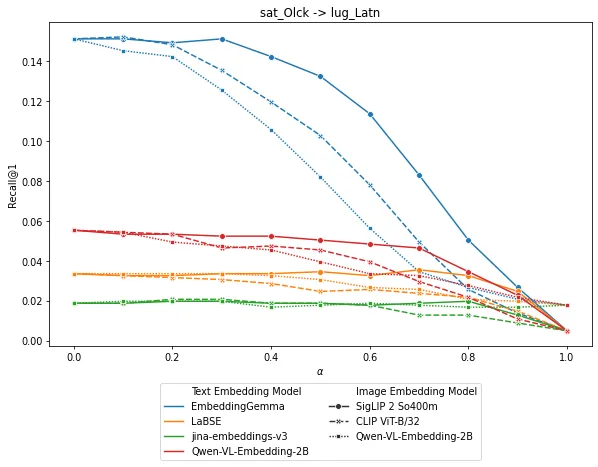 sat_Olck -> lug_Latn
Recall@1
0.14
0.12
0.10
0.08
0.06
0.04
0.02
0.00
0.0 0.2 0.4 0.6 0.8 1.0
α
Text Embedding Model
EmbeddingGemma
LaBSE
jina-embeddings-v3
Qwen-VL-Embedding-2B
Image Embedding Model
SigLIP 2 So400m
CLIP ViT-B/32
Qwen-VL-Embedding-2B